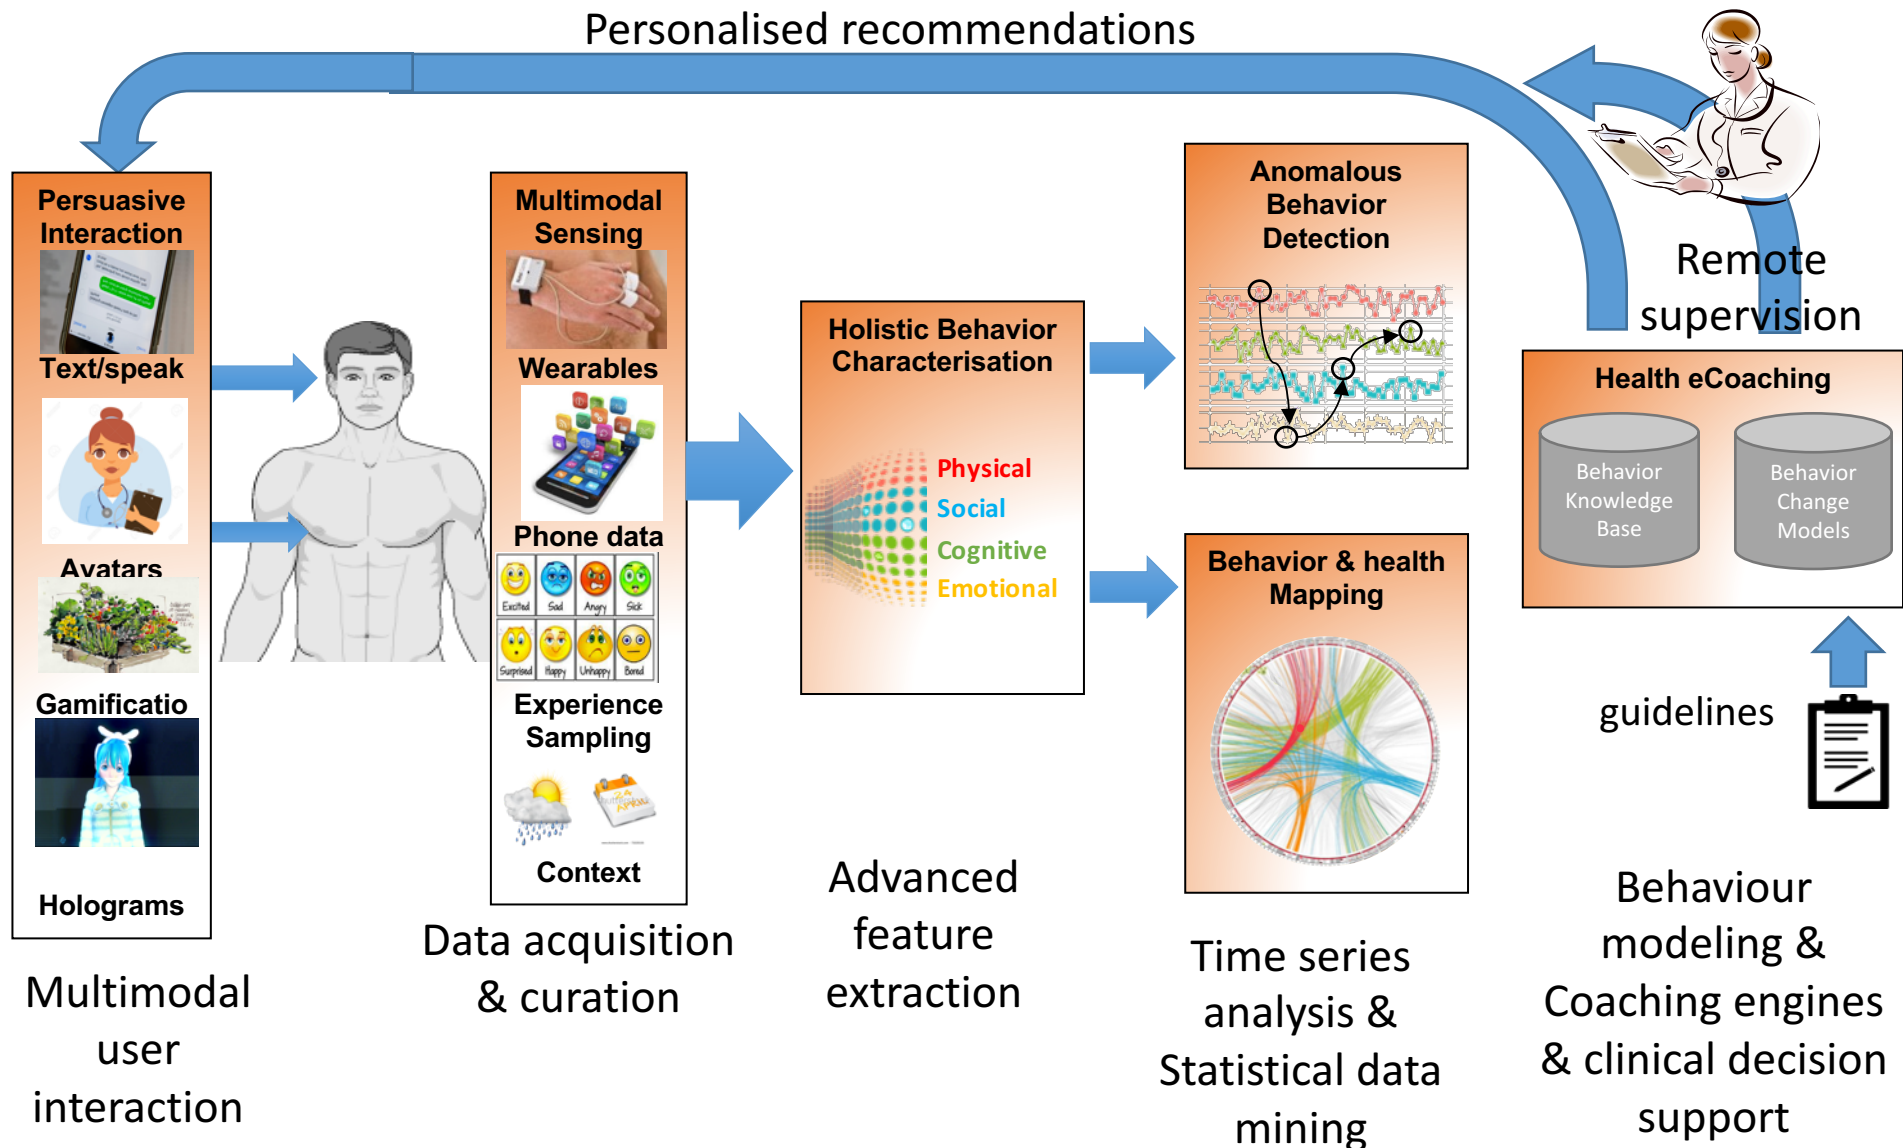 Personalised recommendations
Persuasive
Interaction
Text/speak
Avatars
Gamificatio
Holograms
Multimodal
user
interaction
Multimodal
Sensing
Wearables
Phone data
Excited
Sad
Angry
Sick
Surprised
Happy
Unhappy
Bored
Experience
Sampling
24
Context
Data acquisition
& curation
Holistic Behavior
Characterisation
Physical
Social
Cognitive
Emotional
Advanced
feature
extraction
Anomalous
Behavior
Detection
Behavior & health
Mapping
Time series
analysis &
Statistical data
mining
Remote
supervision
Health eCoaching
Behavior
Knowledge
Base
Behavior
Change
Models
guidelines
Behaviour
modeling &
Coaching engines
& clinical decision
support